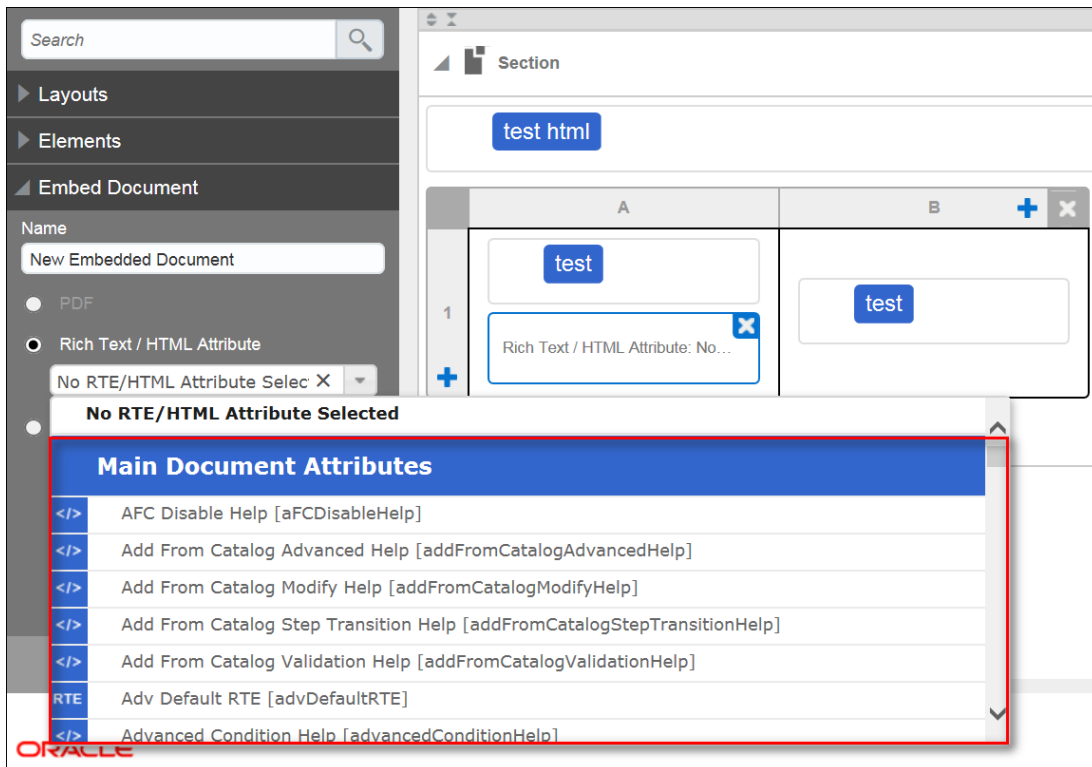 Search
Layouts
Elements
Embed Document
Name
New Embedded Document
PDF
Rich Text / HTML Attribute
No RTE/HTML Attribute Selec
No RTE/HTML Attribute Selected
Main Document Attributes
</> AFC Disable Help [aFCDisableHelp]
</> Add From Catalog Advanced Help [addFromCatalogAdvancedHelp]
</> Add From Catalog Modify Help [addFromCatalogModifyHelp]
</> Add From Catalog Step Transition Help [addFromCatalogStepTransitionHelp]
</> Add From Catalog Validation Help [addFromCatalogValidationHelp]
RTE Adv Default RTE [advDefaultRTE]
</> Advanced Condition Help [advancedConditionHelp]
ORACLE
Section
test html
A B
1
test
Rich Text / HTML Attribute: No...
test